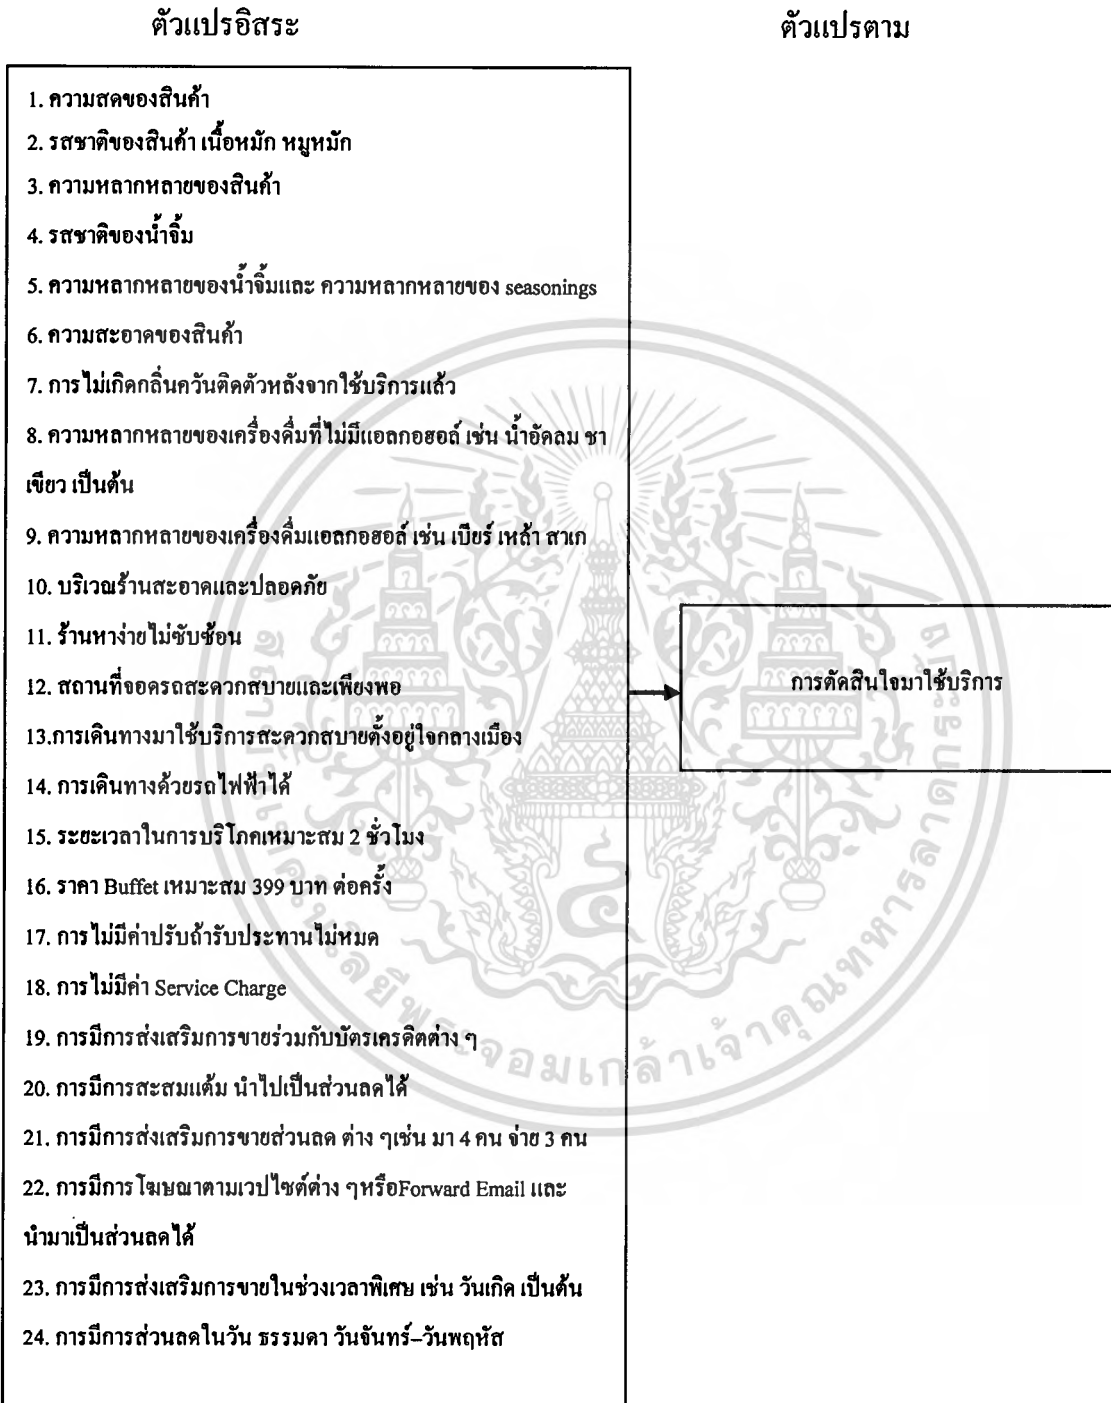 ตัวแปรอิสระ
ตัวแปรตาม
1. ความสดของสินค้า
2. รสชาติของสินค้า เนื้อหมัก หมูหมัก
3. ความหลากหลายของสินค้า
4. รสชาติของน้ำจิ้ม
5. ความหลากหลายของน้ำจิ้มและ ความหลากหลายของ seasonings
6. ความสะอาดของสินค้า
7. การไม่เกิดกลิ่นควันติดตัวหลังจากใช้บริการแล้ว
8. ความหลากหลายของเครื่องดื่มที่ไม่มีแอลกอฮอล์ เช่น น้ำอัดลม ชา
เขียว เป็นต้น
9. ความหลากหลายของเครื่องดื่มแอลกอฮอล์ เช่น เบียร์ เหล้า สาเก
10. บริเวณร้านสะอาดและปลอดภัย
11. ร้านหาง่ายไม่ซับซ้อน
12. สถานที่จอดรถสะดวกสบายและเพียงพอ
13.การเดินทางมาใช้บริการสะดวกสบายตั้งอยู่ใจกลางเมือง
14. การเดินทางด้วยรถไฟฟ้าได้
15. ระยะเวลาในการบริโภคเหมาะสม 2 ชั่วโมง
16. ราคา Buffet เหมาะสม 399 บาท ต่อครั้ง
17. การไม่มีค่าปรับถ้ารับประทานไม่หมด
18. การไม่มีค่า Service Charge
19. การมีการส่งเสริมการขายร่วมกับบัตรเครดิตต่าง ๆ
20. การมีการสะสมแต้ม นำไปเป็นส่วนลดได้
21. การมีการส่งเสริมการขายส่วนลด ต่าง ๆเช่น มา 4 คน จ่าย 3 คน
22. การมีการโฆษณาตามเวปไซต์ต่าง ๆหรือForward Email และ
นำมาเป็นส่วนลดได้
23. การมีการส่งเสริมการขายในช่วงเวลาพิเศษ เช่น วันเกิด เป็นต้น
24. การมีการส่วนลดในวัน ธรรมดา วันจันทร์–วันพฤหัส
การตัดสินใจมาใช้บริการ